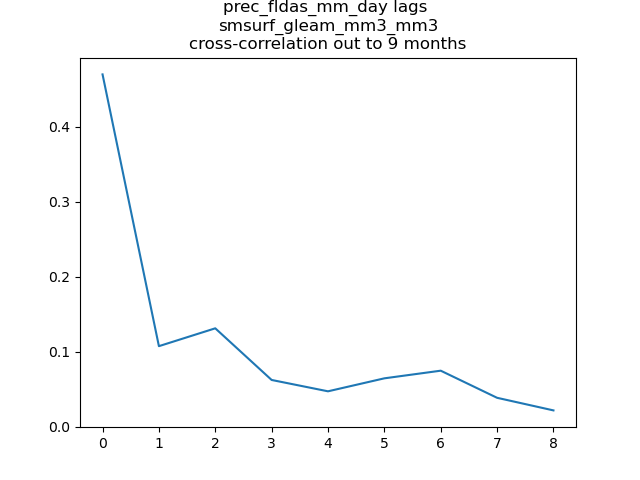 prec_fldas_mm_day lags
smsurf_gleam_mm3_mm3
cross-correlation out to 9 months
0.4
0.3
0.2
0.1
0.0
0 1 2 3 4 5 6 7 8